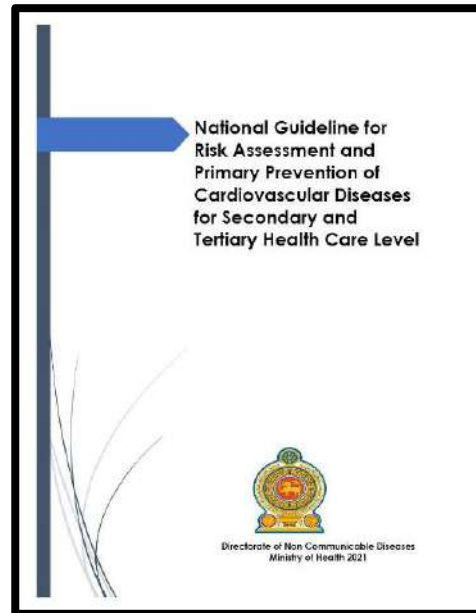 National Guideline for
Risk Assessment and
Primary Prevention of
Cardiovascular Diseases
for Secondary and
Tertiary Health Care Level
Directorate of Non Communicable Diseases
Ministry of Health 2021